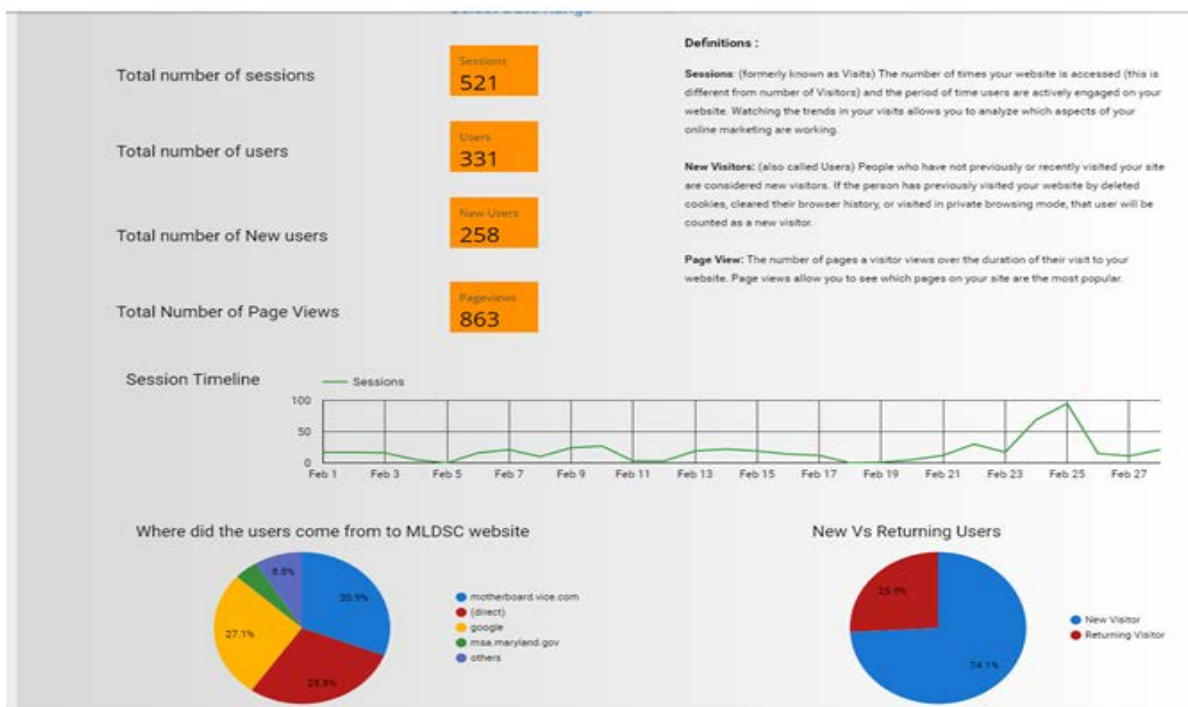 Total number of sessions
Sessions
521
Total number of users
Users
331
Total number of New users
New Users
258
Total Number of Page Views
Pageviews
863
Definitions :
Sessions: (formerly known as Visits) The number of times your website is accessed (this is
different from number of Visitors) and the period of time users are actively engaged on your
website. Watching the trends in your visits allows you to analyze which aspects of your
online marketing are working.
New Visitors: (also called Users) People who have not previously or recently visited your site
are considered new visitors. If the person has previously visited your website by deleted
cookies, cleared their browser history, or visited in private browsing mode, that user will be
counted as a new visitor.
Page View: The number of pages a visitor views over the duration of their visit to your
website. Page views allow you to see which pages on your site are the most popular.
Session Timeline
Sessions
100
50
0
Feb 1 Feb 3 Feb 5 Feb 7 Feb 9 Feb 11 Feb 13 Feb 15 Feb 17 Feb 19 Feb 21 Feb 23 Feb 25 Feb 27
Where did the users come from to MLDSC website
8.8%
30.9%
27.1%
28.8%
motherboard.vice.com
(direct)
google
msa.maryland.gov
others
New Vs Returning Users
25.9%
74.1%
New Visitor
Returning Visitor